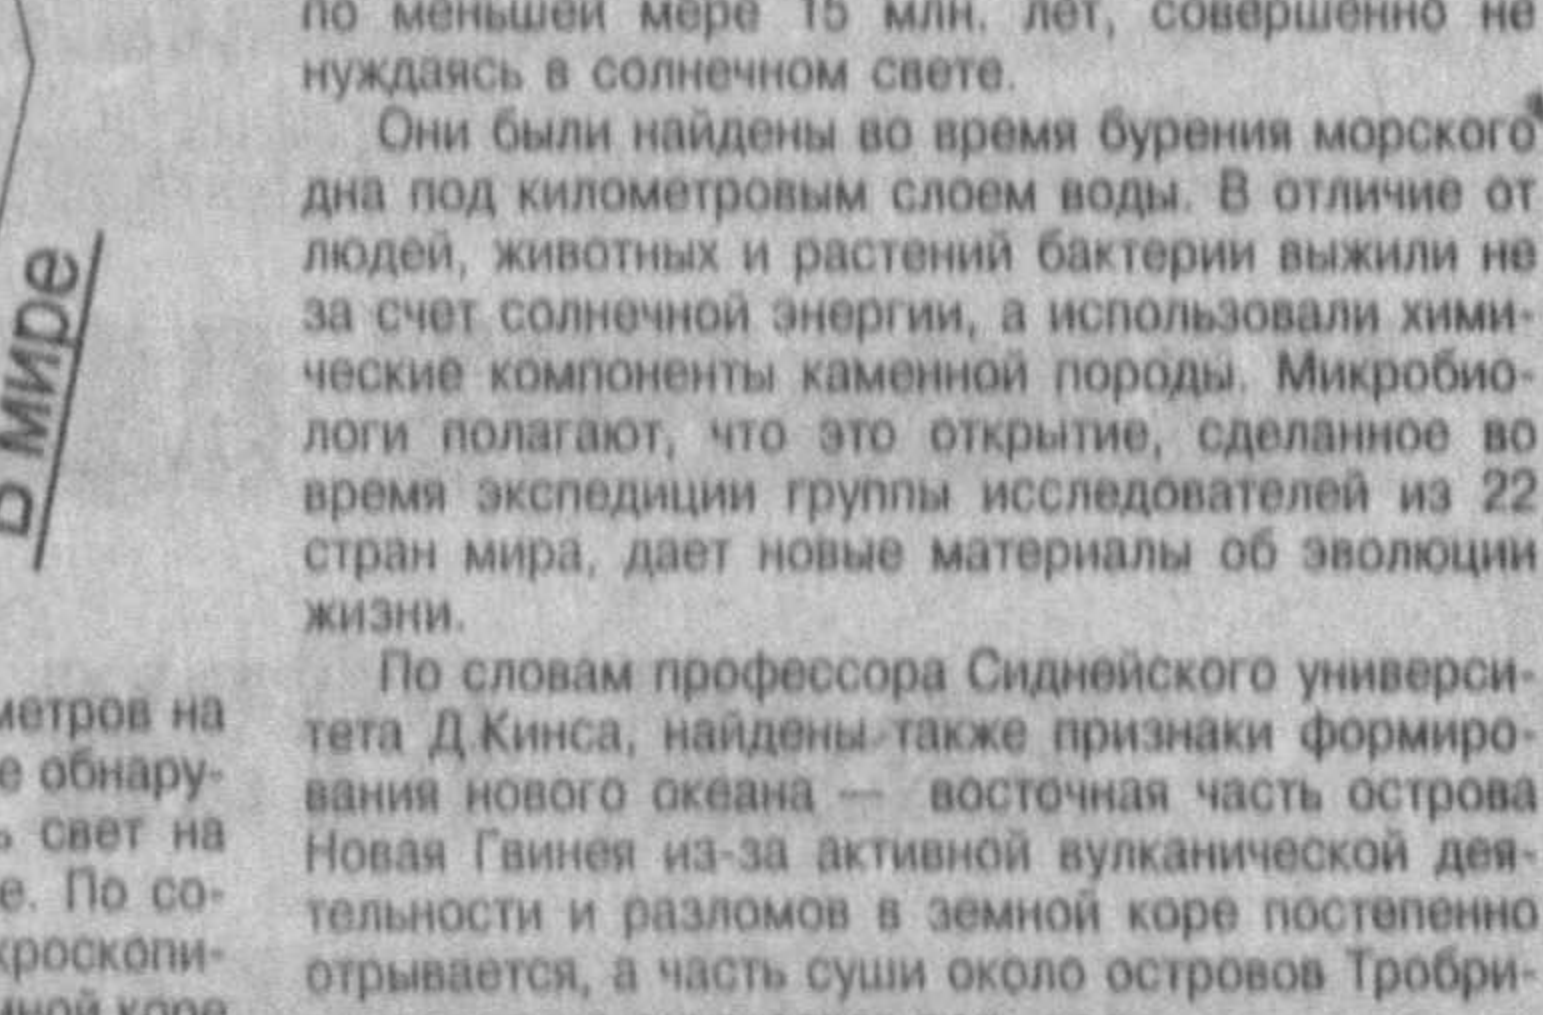 В мире
метров на
е обнару-
ь свет на
е. По со-
кроскопи-
мной коре
по меньшей мере 15 млн. лет, совершенно не
нуждаясь в солнечном свете.
Они были найдены во время бурения морского
дна под километровым слоем воды. В отличие от
людей, животных и растений бактерии выжили не
за счет солнечной энергии, а использовали хими-
ческие компоненты каменной породы. Микробио-
логи полагают, что это открытие, сделанное во
время экспедиции группы исследователей из 22
стран мира, дает новые материалы об эволюции
жизни.
По словам профессора Сиднейского универси-
тета Д.Кинса, найдены также признаки формиро-
вания нового океана — восточная часть острова
Новая Гвинея из-за активной вулканической дея-
тельности и разломов в земной коре постепенно
отрывается, а часть суши около островов Тробри-